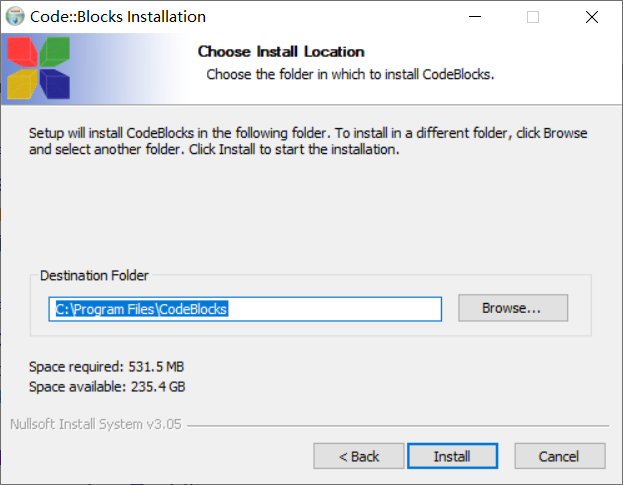 Code::Blocks Installation
Choose Install Location
Choose the folder in which to install CodeBlocks.
Setup will install CodeBlocks in the following folder. To install in a different folder, click Browse
and select another folder. Click Install to start the installation.
Destination Folder
C:\Program Files\CodeBlocks
Browse...
Space required: 531.5 MB
Space available: 235.4 GB
Nullsoft Install System v3.05
< Back
Install
Cancel